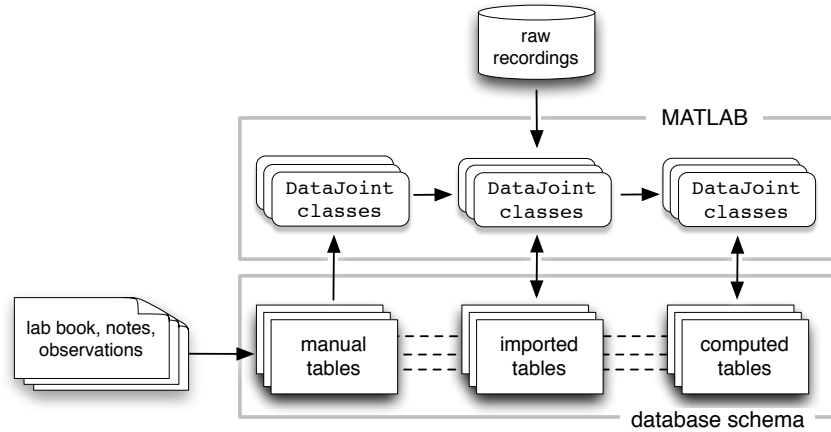 raw
recordings
MATLAB
DataJoint
classes
DataJoint
classes
DataJoint
classes
lab book, notes,
observations
manual
tables
imported
tables
computed
tables
database schema